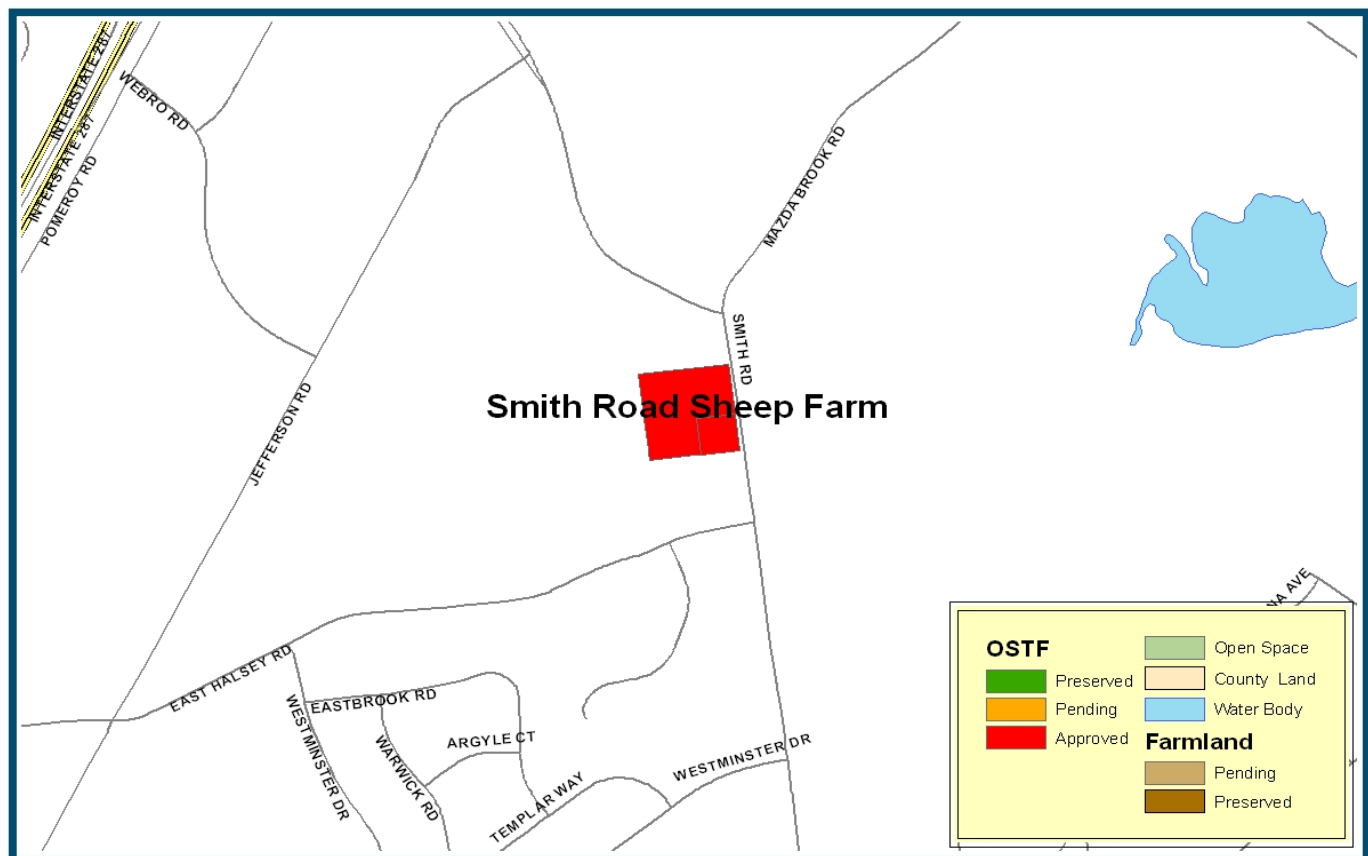 INTERSTATE 287
INTERSTATE 287
POMEROY RD
WEBRO RD
MAZDA BROOK RD
SMITH RD
JEFFERSON RD
Smith Road Sheep Farm
EAST HALSEY RD
EASTBROOK RD
WESTMINSTER DR
WARWICK RD
ARGYLE CT
TEMPLAR WAY
WESTMINSTER DR
NA AVE
OSTF
Preserved
Pending
Approved
Open Space
County Land
Water Body
Farmland
Pending
Preserved